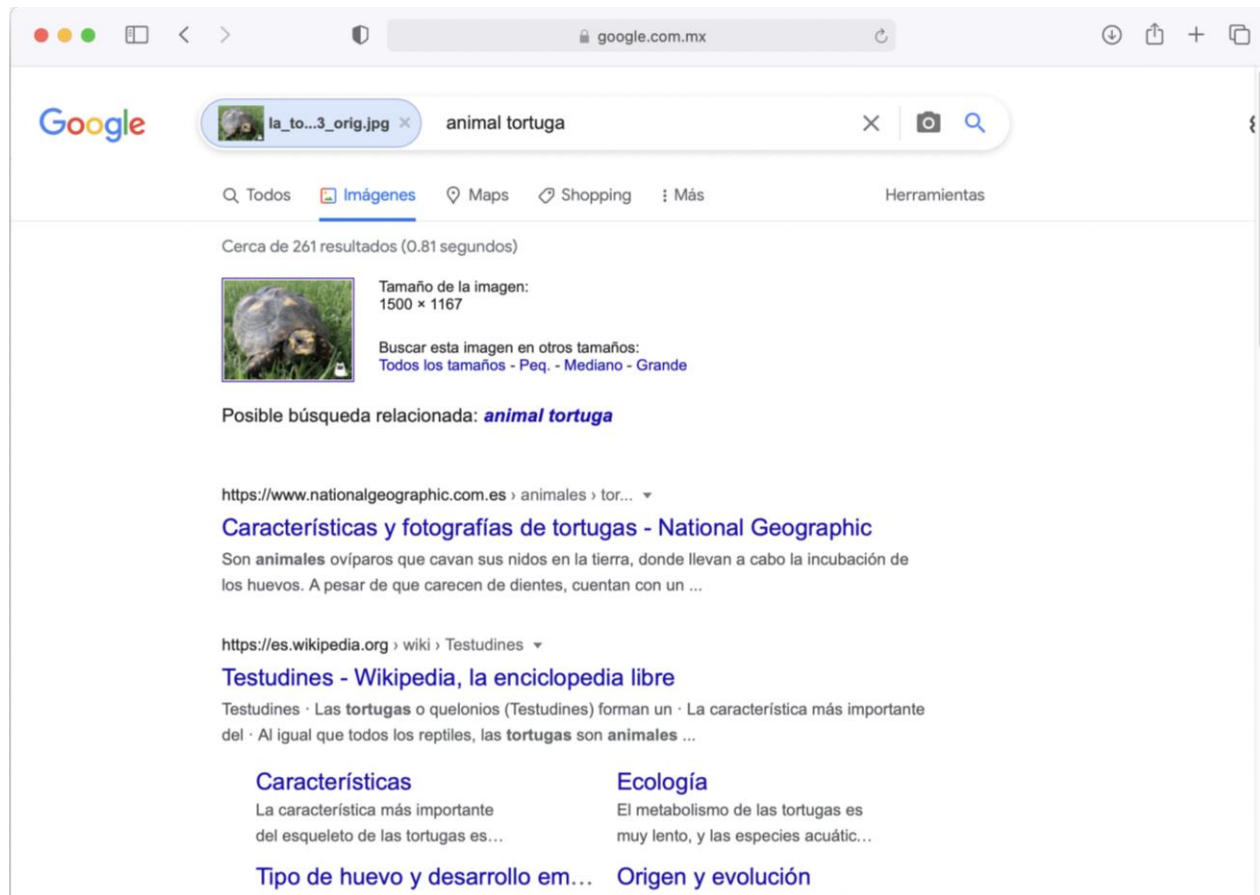 google.com.mx
Google
la_to...3_orig.jpg × animal tortuga
Todos Imágenes Maps Shopping Más Herramientas
Cerca de 261 resultados (0.81 segundos)
Tamaño de la imagen:
1500 × 1167
Buscar esta imagen en otros tamaños:
Todos los tamaños - Peq. - Mediano - Grande
Posible búsqueda relacionada: animal tortuga
https://www.nationalgeographic.com.es › animales › tor...
Características y fotografías de tortugas - National Geographic
Son animales ovíparos que cavan sus nidos en la tierra, donde llevan a cabo la incubación de
los huevos. A pesar de que carecen de dientes, cuentan con un ...
https://es.wikipedia.org › wiki › Testudines
Testudines - Wikipedia, la enciclopedia libre
Testudines · Las tortugas o quelonios (Testudines) forman un · La característica más importante
del · Al igual que todos los reptiles, las tortugas son animales ...
Características
La característica más importante
del esqueleto de las tortugas es...
Ecología
El metabolismo de las tortugas es
muy lento, y las especies acuátic...
Tipo de huevo y desarrollo em...
Origen y evolución